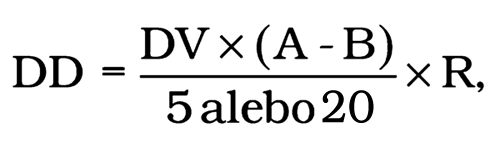 DD = DV × (A - B) / 5 alebo 20 × R,